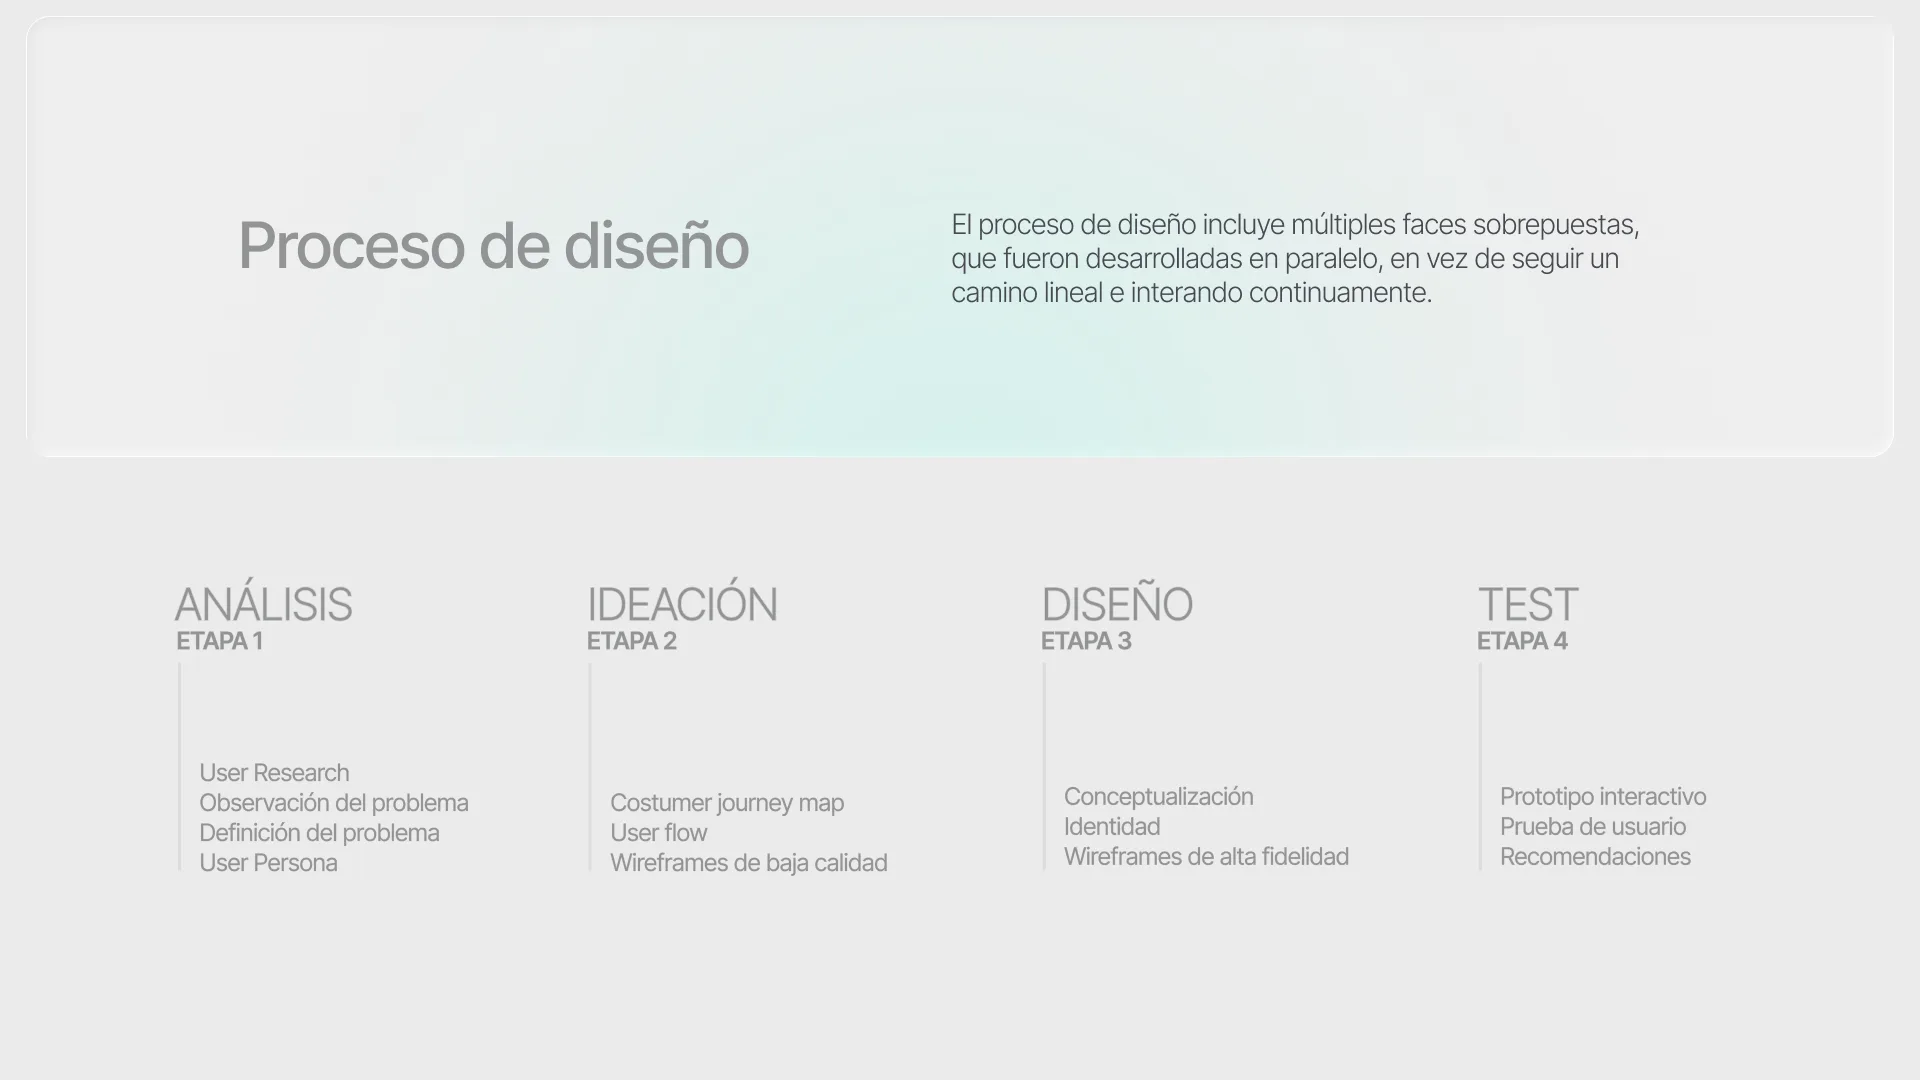 Proceso de diseño
El proceso de diseño incluye múltiples faces sobrepuestas,
que fueron desarrolladas en paralelo, en vez de seguir un
camino lineal e interando continuamente.
ANÁLISIS
ETAPA 1
User Research
Observación del problema
Definición del problema
User Persona
IDEACIÓN
ETAPA 2
Costumer journey map
User flow
Wireframes de baja calidad
DISEÑO
ETAPA 3
Conceptualización
Identidad
Wireframes de alta fidelidad
TEST
ETAPA 4
Prototipo interactivo
Prueba de usuario
Recomendaciones